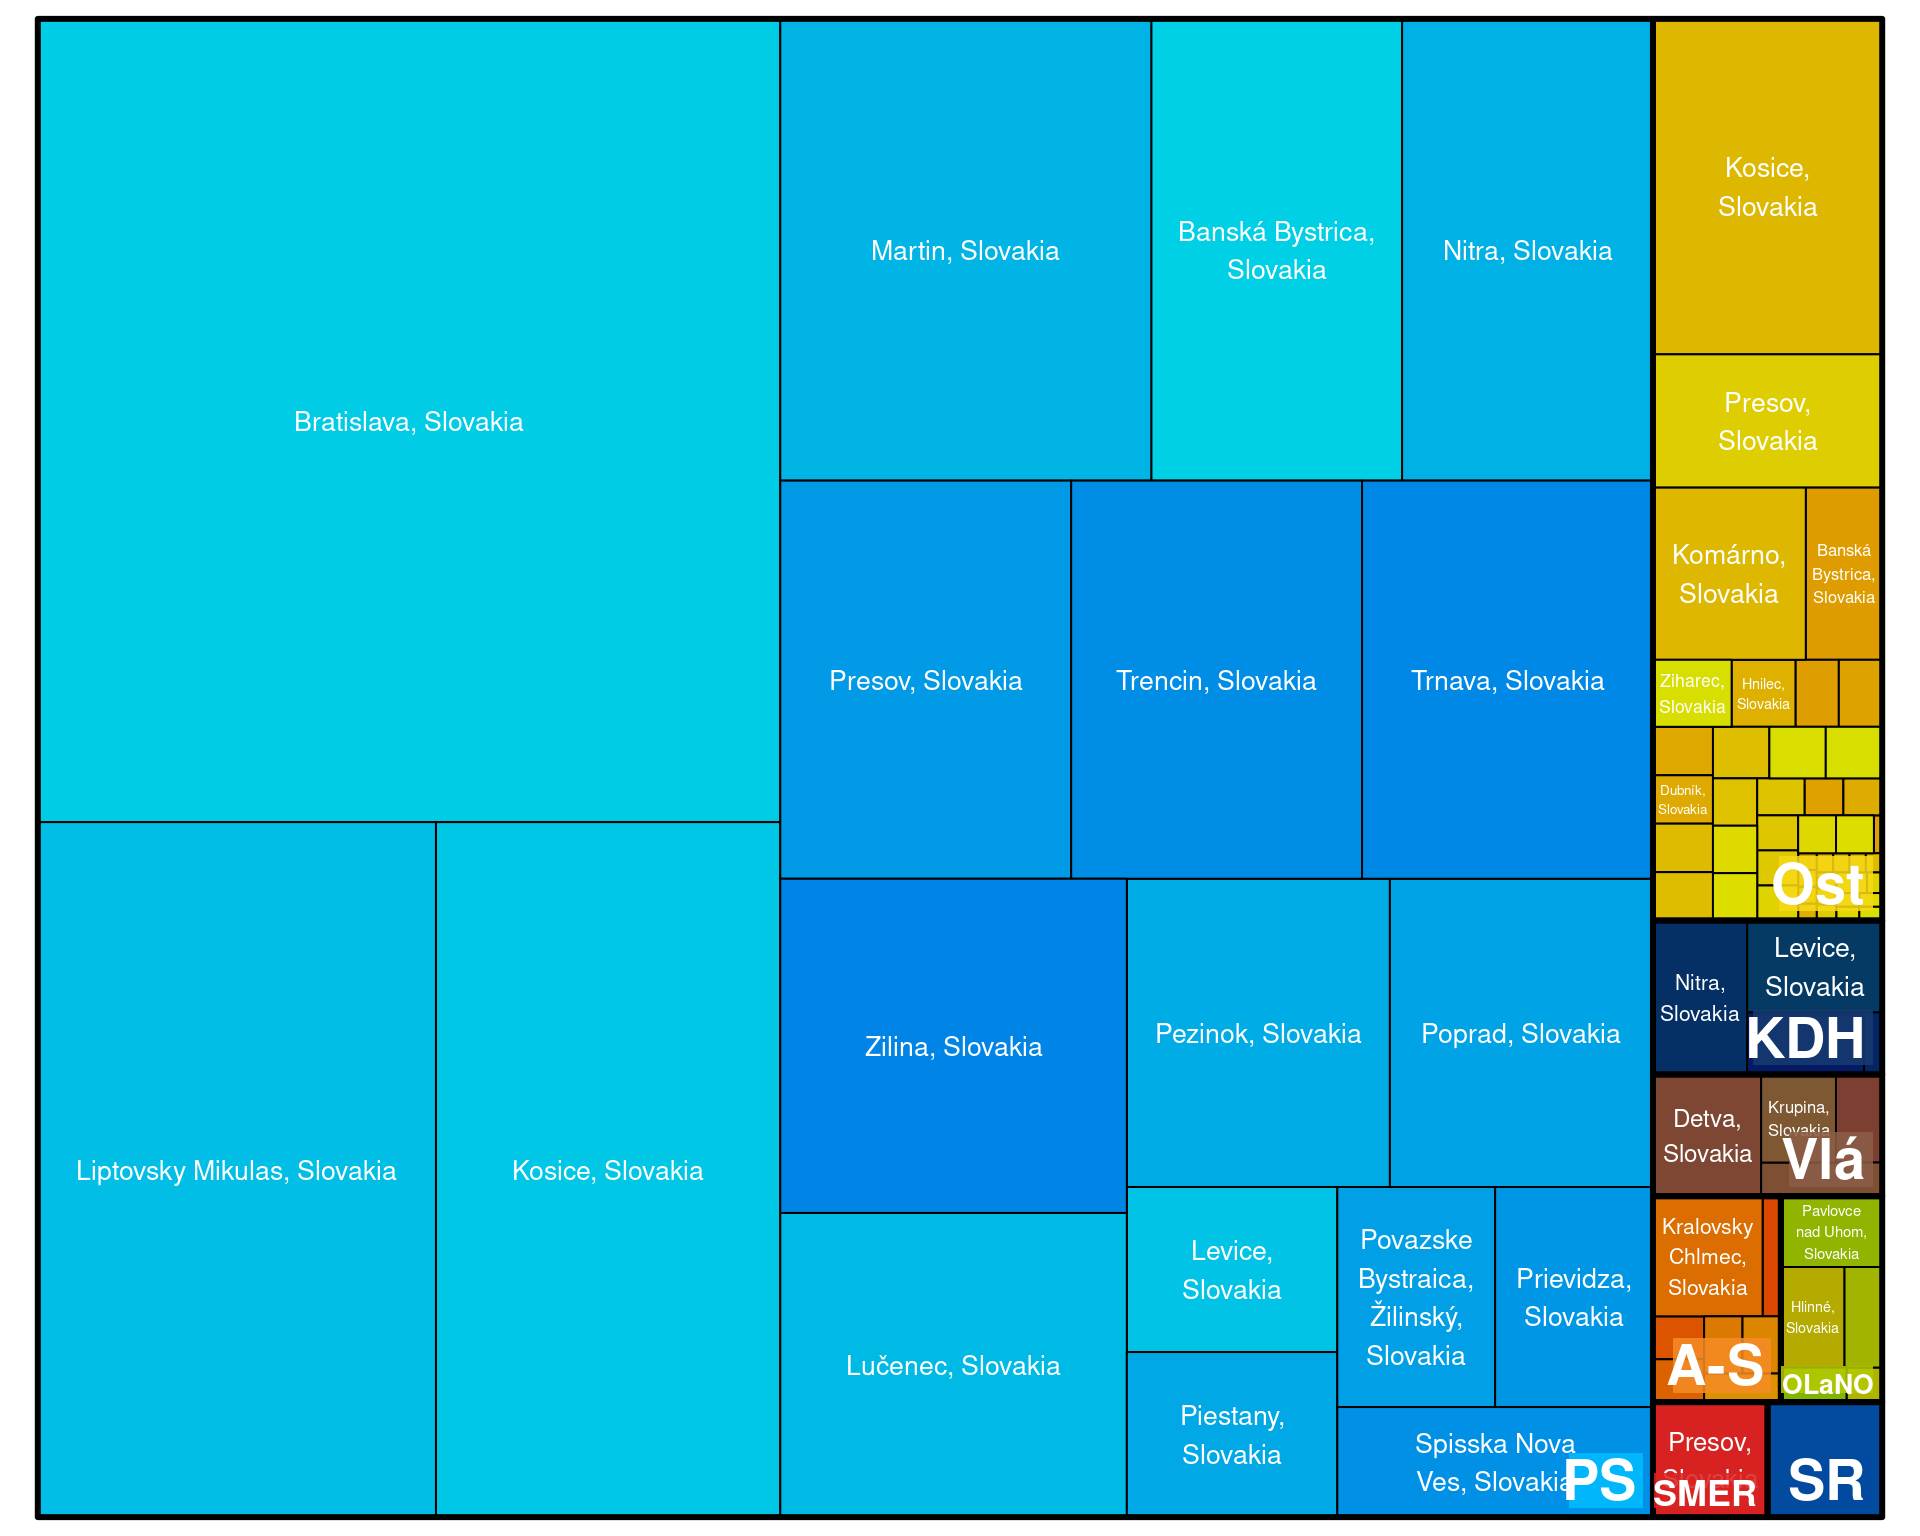 Bratislava, Slovakia
Martin, Slovakia
Banská Bystrica,
Slovakia
Nitra, Slovakia
Presov, Slovakia
Trencin, Slovakia
Trnava, Slovakia
Liptovsky Mikulas, Slovakia
Kosice, Slovakia
Zilina, Slovakia
Pezinok, Slovakia
Poprad, Slovakia
Lučenec, Slovakia
Levice,
Slovakia
Piestany,
Slovakia
Povazske
Bystraica,
Žilinský,
Slovakia
Prievidza,
Slovakia
Spisska Nova
Ves, Slovakia
PS
Kosice,
Slovakia
Presov,
Slovakia
Komárno,
Slovakia
Banská
Bystrica,
Slovakia
Ziharec,
Slovakia
Hnilec,
Slovakia
Dubník,
Slovakia
Ost
Nitra,
Slovakia
Levice,
Slovakia
KDH
Detva,
Slovakia
Krupina,
Slovakia
Vlá
Kralovsky
Chlmec,
Slovakia
A-S
Pavlovce
nad Uhom,
Slovakia
Hlinné,
Slovakia
OLaNO
Presov,
Slovakia
SMER
SR